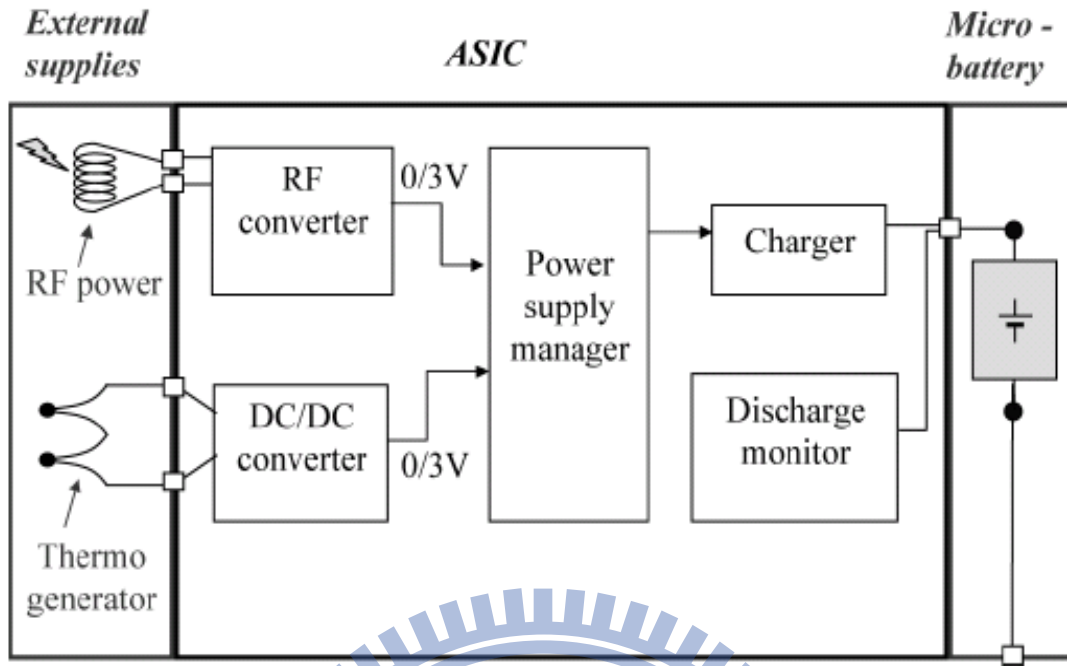 External
supplies
ASIC
Micro -
battery
RF
converter
0/3V
RF power
Power
supply
manager
Charger
DC/DC
converter
0/3V
Discharge
monitor
Thermo
generator